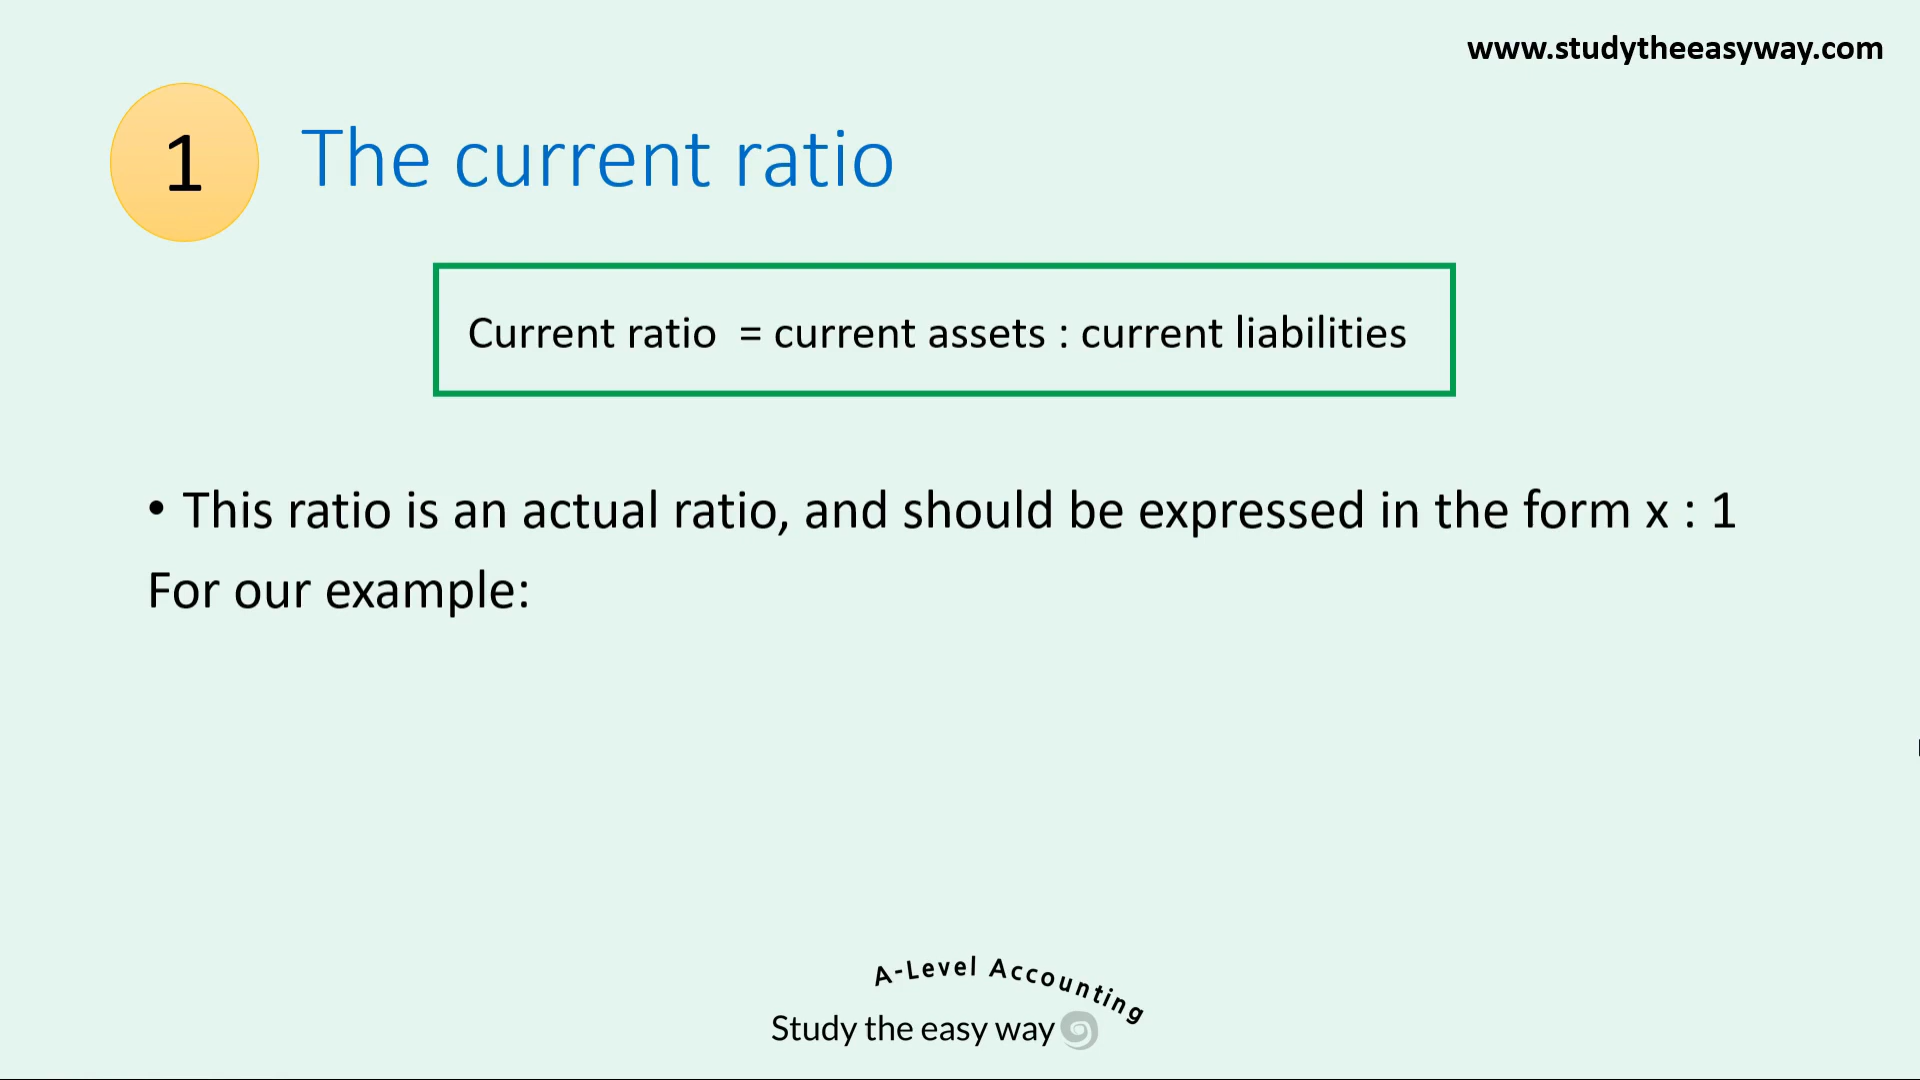 www.studytheeasyway.com
1
The current ratio
Current ratio = current assets : current liabilities
• This ratio is an actual ratio, and should be expressed in the form x : 1
For our example:
A-Level Accounting
Study the easy way